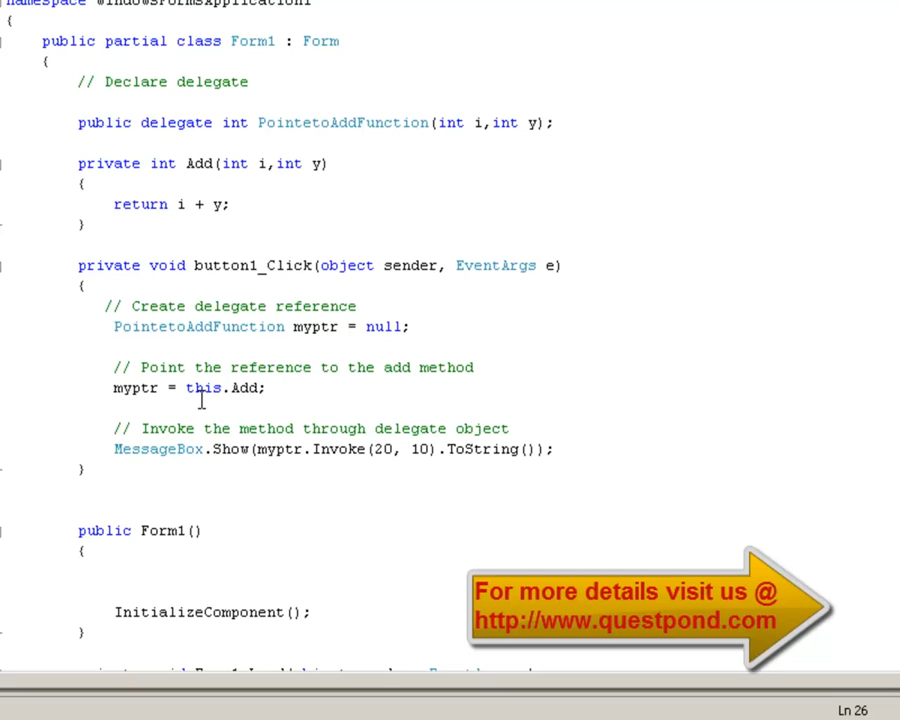 namespace WindowsFormsApplication1
{
public partial class Form1 : Form
{
// Declare delegate
public delegate int PointetoAddFunction(int i,int y);
private int Add(int i,int y)
{
return i + y;
}
private void button1_Click(object sender, EventArgs e)
{
// Create delegate reference
PointetoAddFunction myptr = null;
// Point the reference to the add method
myptr = this.Add;
// Invoke the method through delegate object
MessageBox.Show(myptr.Invoke(20, 10).ToString());
}
public Form1()
{
InitializeComponent();
}
For more details visit us @
http://www.questpond.com
Ln 26